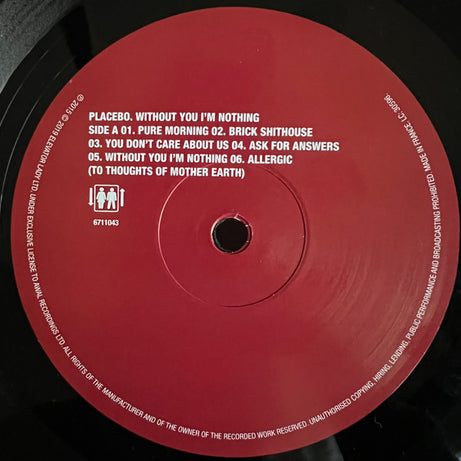 PLACEBO. WITHOUT YOU I'M NOTHING
SIDE A 01. PURE MORNING 02. BRICK SHITHOUSE
03. YOU DON'T CARE ABOUT US 04. ASK FOR ANSWERS
05. WITHOUT YOU I'M NOTHING 06. ALLERGIC
(TO THOUGHTS OF MOTHER EARTH)
6711043
℗ 2015 © 2019 ELEVATOR LADY LTD. UNDER EXCLUSIVE LICENSE TO AWAL RECORDINGS LTD. ALL RIGHTS OF THE MANUFACTURER AND OF THE OWNER OF THE RECORDED WORK RESERVED. UNAUTHORISED COPYING, HIRING, LENDING, PUBLIC PERFORMANCE AND BROADCASTING PROHIBITED. MADE IN FRANCE. LC 30596.